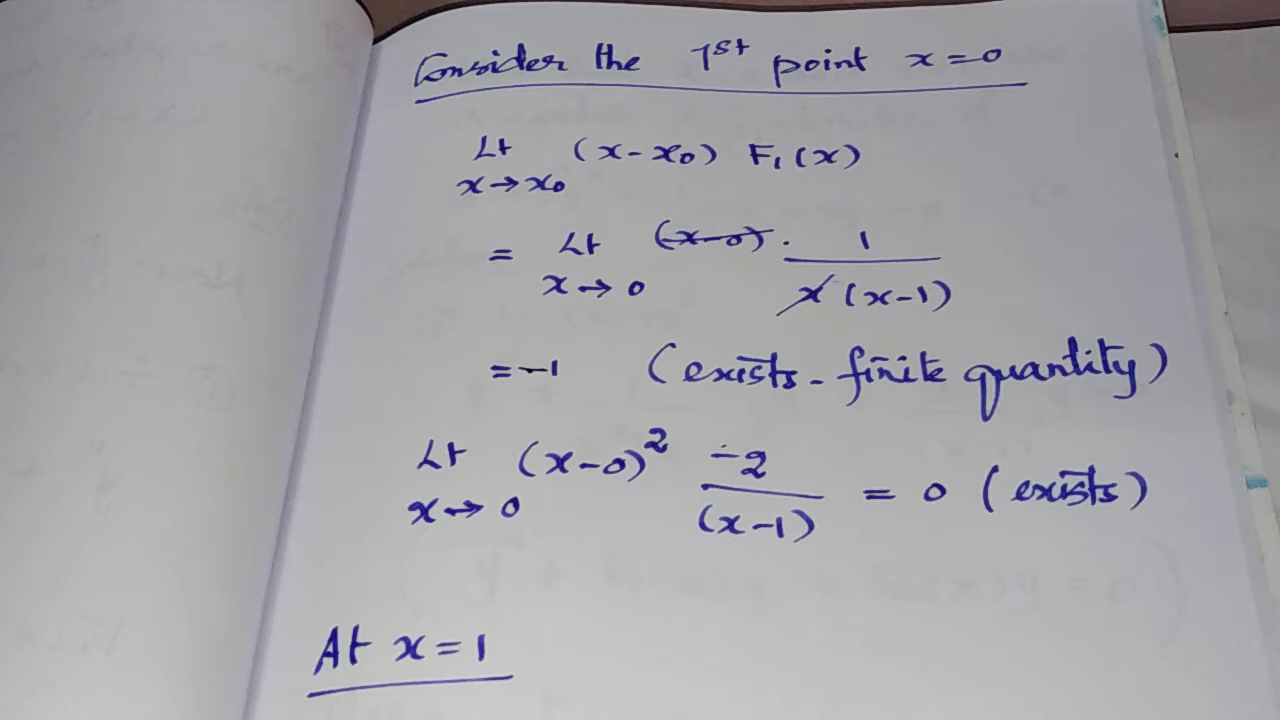 Consider the 1st point x=0
Lt (x-x₀) F₁(x)
x→x₀
= Lt (x-0). 1
x→0 x(x-1)
=-1 (exists - finite quantity)
Lt (x-0)² -2 = 0 (exists)
x→0 (x-1)
At x=1